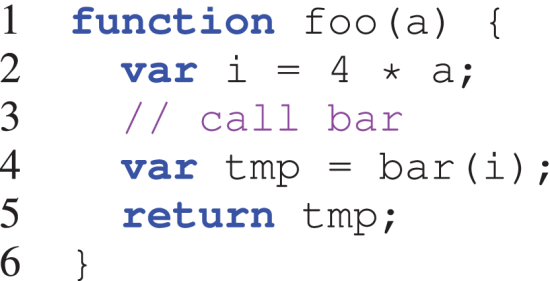 1 function foo(a) {
2 var i = 4 * a;
3 // call bar
4 var tmp = bar(i);
5 return tmp;
6 }